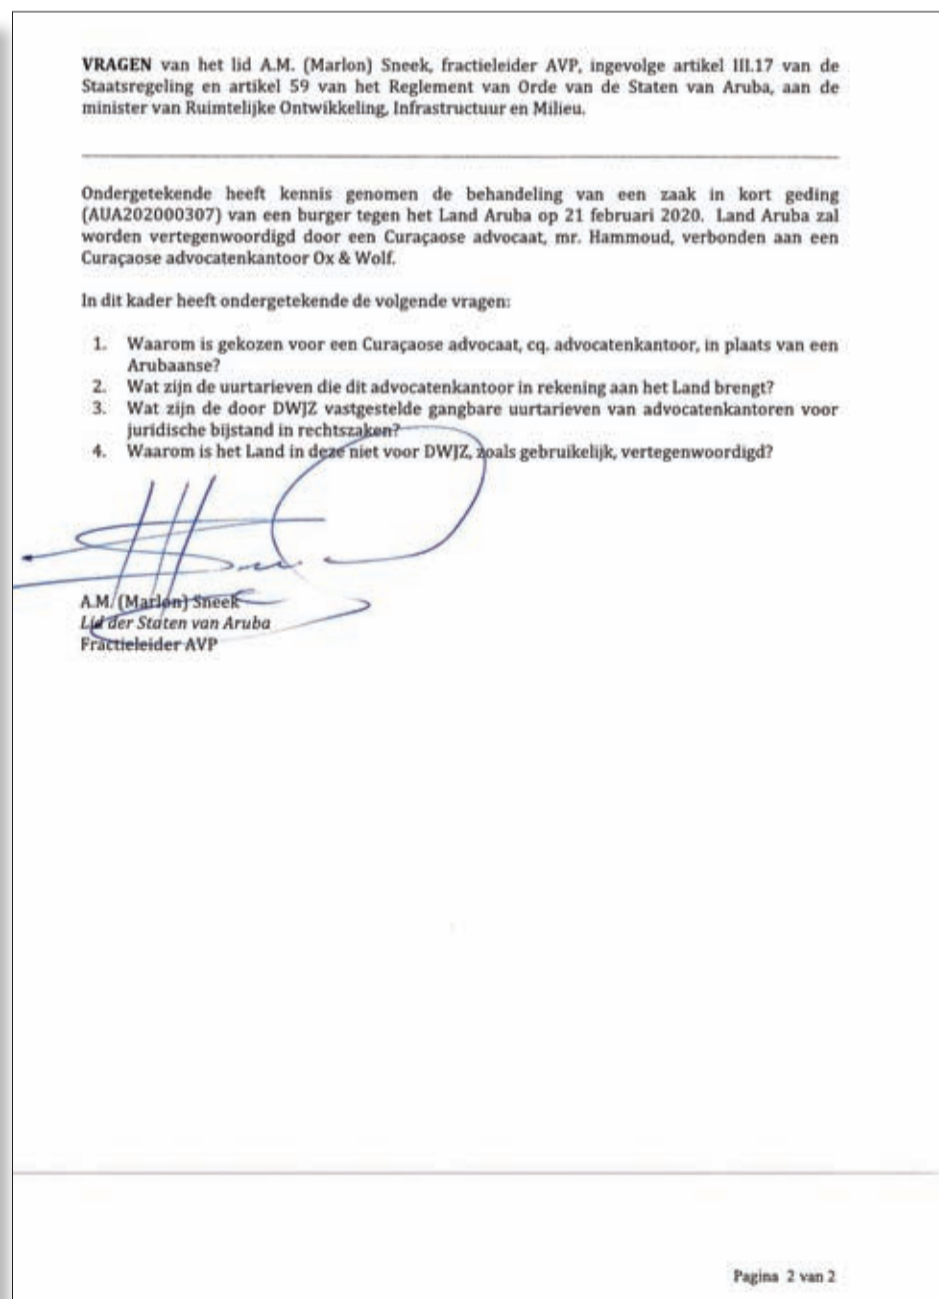 VRAGEN van het lid A.M. (Marlon) Sneek, fractieleider AVP, ingevolge artikel III.17 van de
Staatsregeling en artikel 59 van het Reglement van Orde van de Staten van Aruba, aan de
minister van Ruimtelijke Ontwikkeling, Infrastructuur en Milieu.
Ondergetekende heeft kennis genomen de behandeling van een zaak in kort geding
(AUA202000307) van een burger tegen het Land Aruba op 21 februari 2020. Land Aruba zal
worden vertegenwoordigd door een Curaçaose advocaat, mr. Hammoud, verbonden aan een
Curaçaose advocatenkantoor Ox & Wolf.
In dit kader heeft ondergetekende de volgende vragen:
1. Waarom is gekozen voor een Curaçaose advocaat, cq. advocatenkantoor, in plaats van een
Arubaanse?
2. Wat zijn de uurtarieven die dit advocatenkantoor in rekening aan het Land brengt?
3. Wat zijn de door DWJZ vastgestelde gangbare uurtarieven van advocatenkantoren voor
juridische bijstand in rechtszaken?
4. Waarom is het Land in deze niet voor DWJZ, zoals gebruikelijk, vertegenwoordigd?
A.M. (Marlon) Sneek
Lid der Staten van Aruba
Fractieleider AVP
Pagina 2 van 2